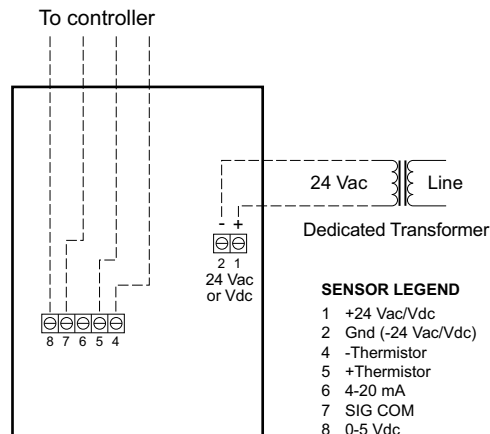 To controller
24 Vac
Line
Dedicated Transformer
- +
2 1
24 Vac
or Vdc
8 7 6 5 4
SENSOR LEGEND
1 +24 Vac/Vdc
2 Gnd (-24 Vac/Vdc)
4 -Thermistor
5 +Thermistor
6 4-20 mA
7 SIG COM
8 0-5 Vdc